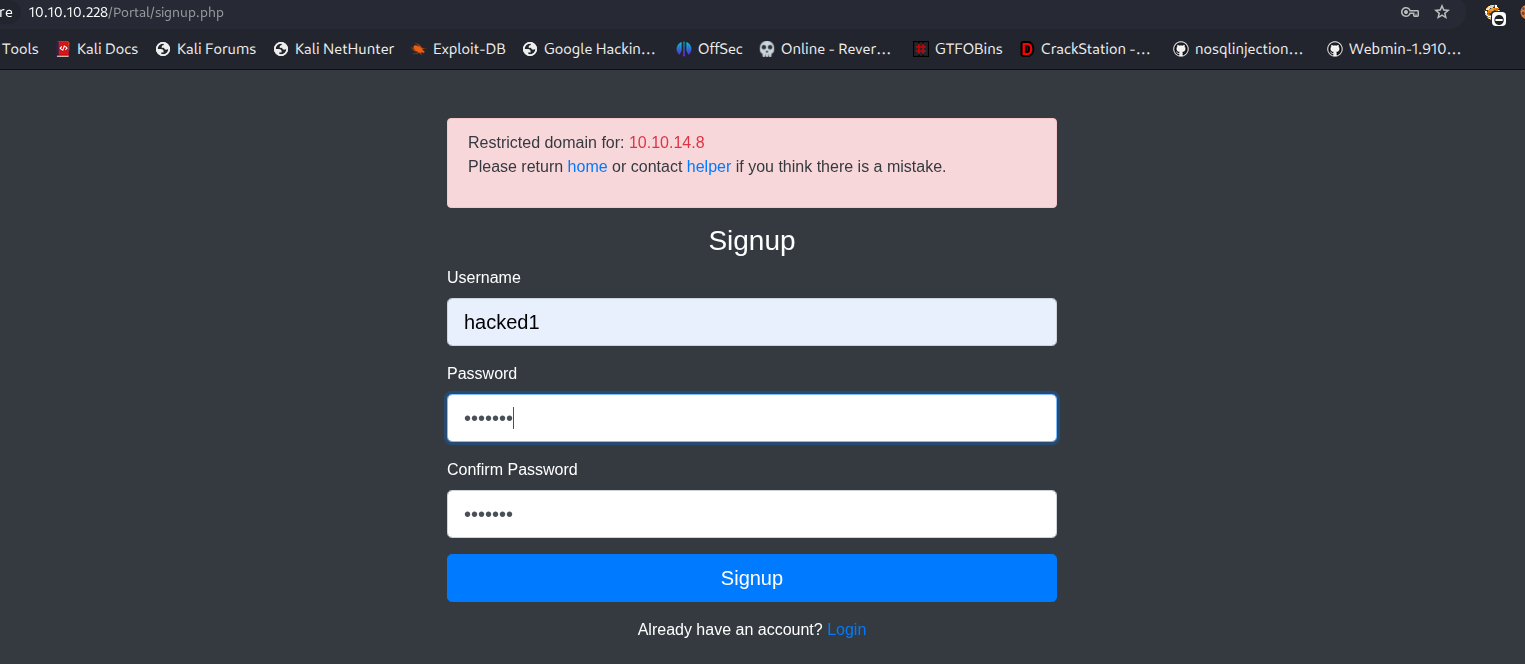 re 10.10.10.228/Portal/signup.php
Tools Kali Docs Kali Forums Kali NetHunter Exploit-DB Google Hackin… OffSec Online - Rever… GTFOBins CrackStation -… nosqlinjection… Webmin-1.910…
Restricted domain for: 10.10.14.8
Please return home or contact helper if you think there is a mistake.
Signup
Username
hacked1
Password
•••••••
Confirm Password
•••••••
Signup
Already have an account? Login